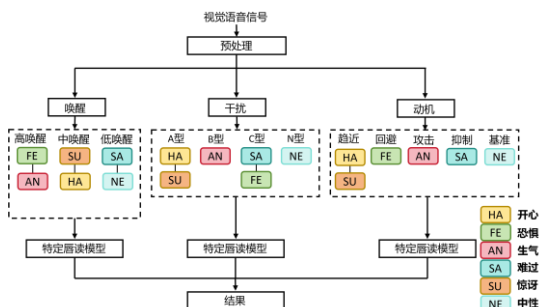 视觉语音信号
预处理
唤醒 干扰 动机
高唤醒 中唤醒 低唤醒 A型 B型 C型 N型 趋近 回避 攻击 抑制 基准
FE SU SA HA AN SA NE HA FE AN SA NE
AN HA NE SU FE SU
HA 开心
FE 恐惧
AN 生气
SA 难过
SU 惊讶
NE 中性
特定唇读模型 特定唇读模型 特定唇读模型
结果